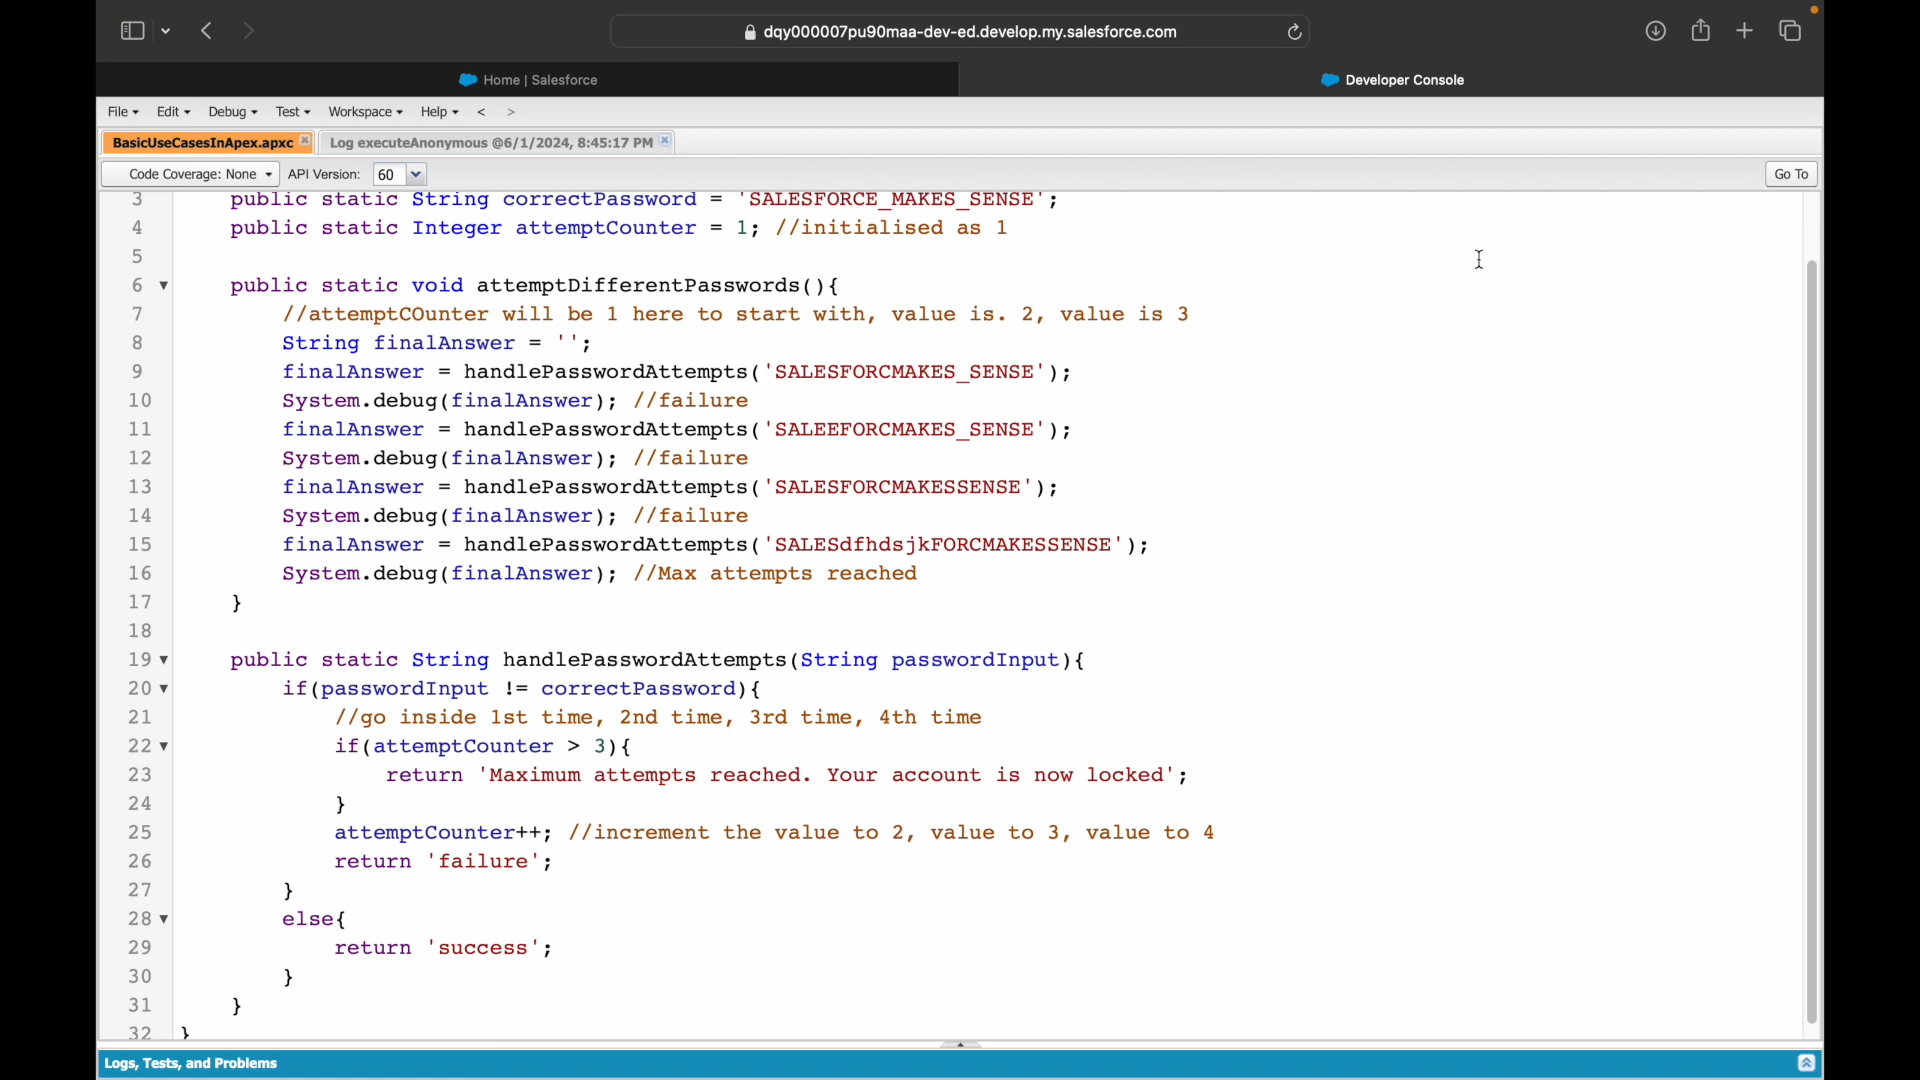 dqy000007pu90maa-dev-ed.develop.my.salesforce.com
Home | Salesforce
Developer Console
File Edit Debug Test Workspace Help < >
BasicUseCasesInApex.apxc Log executeAnonymous @6/1/2024, 8:45:17 PM
Code Coverage: None API Version: 60 Go To
3 public static String correctPassword = 'SALESFORCE_MAKES_SENSE';
4 public static Integer attemptCounter = 1; //initialised as 1
5
6 public static void attemptDifferentPasswords(){
7 //attemptCOunter will be 1 here to start with, value is. 2, value is 3
8 String finalAnswer = '';
9 finalAnswer = handlePasswordAttempts('SALESFORCMAKES_SENSE');
10 System.debug(finalAnswer); //failure
11 finalAnswer = handlePasswordAttempts('SALEEFORCMAKES_SENSE');
12 System.debug(finalAnswer); //failure
13 finalAnswer = handlePasswordAttempts('SALESFORCMAKESSENSE');
14 System.debug(finalAnswer); //failure
15 finalAnswer = handlePasswordAttempts('SALESdfhdsjkFORCMAKESSENSE');
16 System.debug(finalAnswer); //Max attempts reached
17 }
18
19 public static String handlePasswordAttempts(String passwordInput){
20 if(passwordInput != correctPassword){
21 //go inside 1st time, 2nd time, 3rd time, 4th time
22 if(attemptCounter > 3){
23 return 'Maximum attempts reached. Your account is now locked';
24 }
25 attemptCounter++; //increment the value to 2, value to 3, value to 4
26 return 'failure';
27 }
28 else{
29 return 'success';
30 }
31 }
32 }
Logs, Tests, and Problems